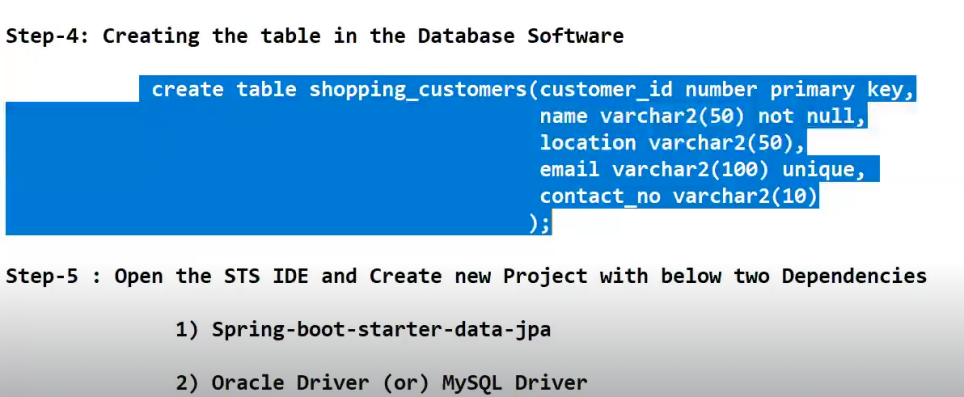 Step-4: Creating the table in the Database Software
create table shopping_customers(customer_id number primary key,
name varchar2(50) not null,
location varchar2(50),
email varchar2(100) unique,
contact_no varchar2(10)
);
Step-5 : Open the STS IDE and Create new Project with below two Dependencies
1) Spring-boot-starter-data-jpa
2) Oracle Driver (or) MySQL Driver